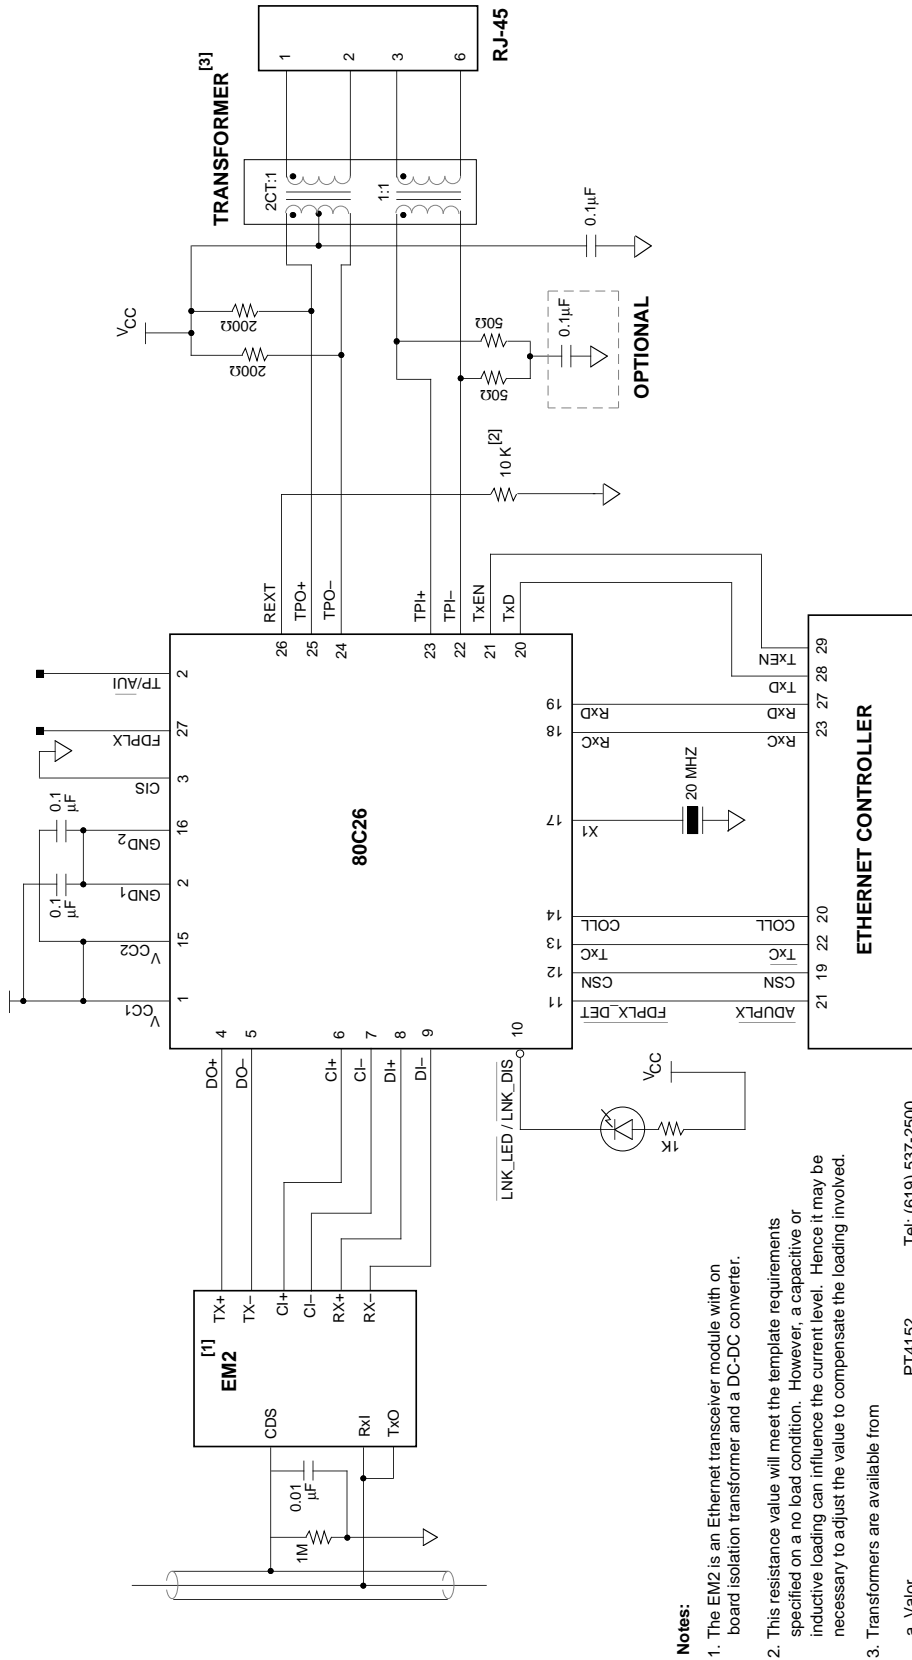 RJ-45
1
2
3
6
TRANSFORMER [3]
2CT:1
1:1
VCC
200Ω
200Ω
0.1µF
50Ω
50Ω
0.1µF
OPTIONAL
10 K [2]
REXT
TPO+
TPO–
TPI+
TPI–
TxEN
TxD
26
25
24
23
22
21
20
80C26
2
TP/AUI
27
FDPLX
3
CIS
16
GND2
2
GND1
15
VCC2
1
VCC1
0.1
µF
0.1
µF
19
RxD
18
RxC
17
X1
20 MHZ
14
COLL
13
TxC
12
CSN
11
FDPLX_DET
TxEN
29
TxD
28
RxD
27
RxC
23
COLL
20
TxC
22
CSN
19
ADUPLX
21
ETHERNET CONTROLLER
4
DO+
5
DO–
6
CI+
7
CI–
8
DI+
9
DI–
10
LNK_LED / LNK_DIS
VCC
1K
TX+
TX–
CI+
CI–
RX+
RX–
EM2 [1]
CDS
RxI
TxO
0.01
µF
1M
Notes:
1. The EM2 is an Ethernet transceiver module with on
board isolation transformer and a DC-DC converter.
2. This resistance value will meet the template requirements
specified on a no load condition. However, a capacitive or
inductive loading can influence the current level. Hence it may be
necessary to adjust the value to compensate the loading involved.
3. Transformers are available from
a. Valor PT4152 Tel: (619) 537-2500